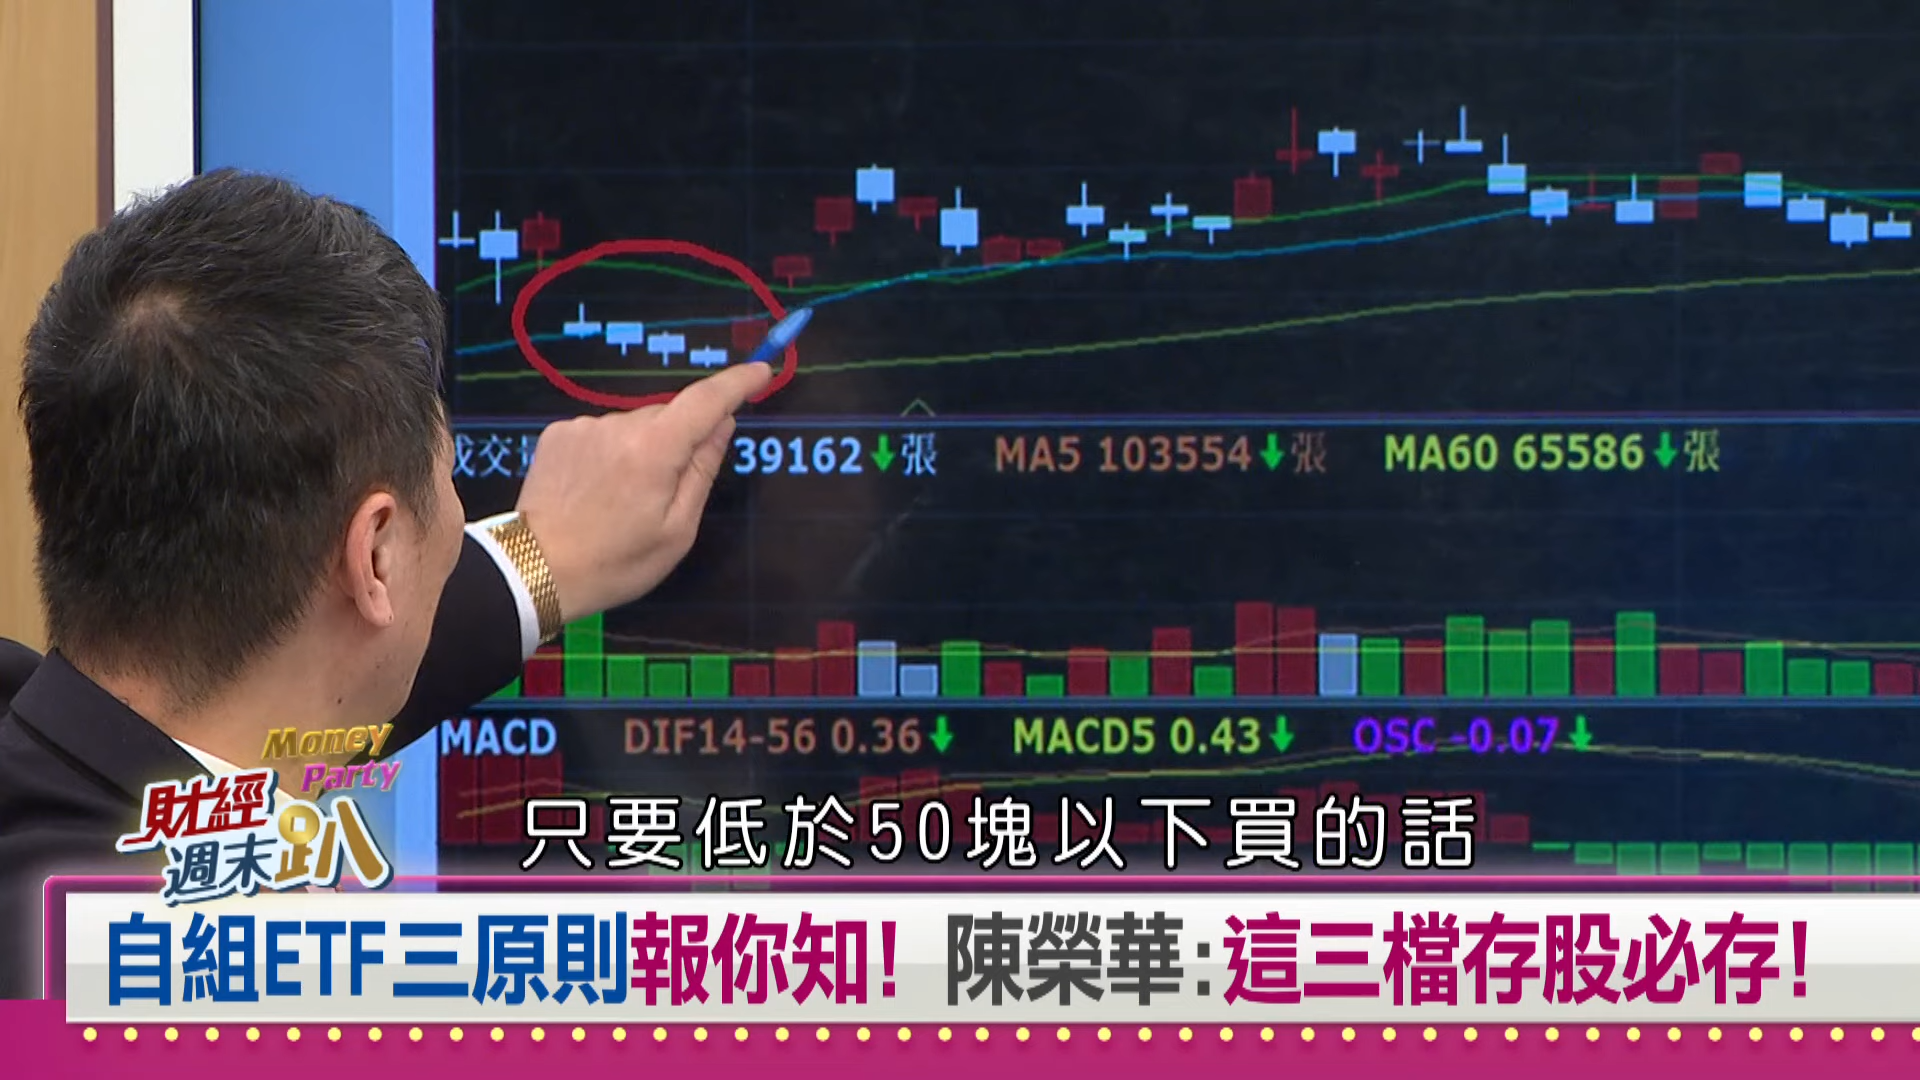 成交量 39162↓張 MA5 103554↓張 MA60 65586↓張
MACD DIF14-56 0.36↓ MACD5 0.43↓ OSC -0.07↓
Money
Party
財經
週末趴
只要低於50塊以下買的話
自組ETF三原則報你知! 陳榮華:這三檔存股必存!